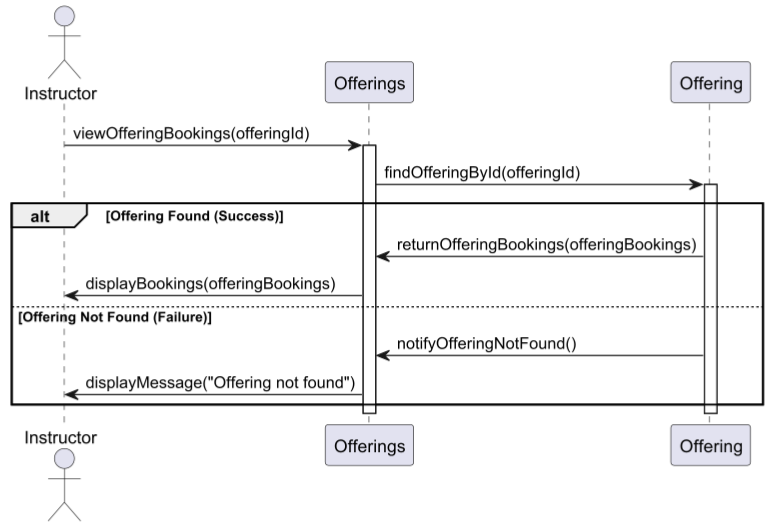 Instructor
Offerings
Offering
viewOfferingBookings(offeringId)
findOfferingById(offeringId)
alt
[Offering Found (Success)]
returnOfferingBookings(offeringBookings)
displayBookings(offeringBookings)
[Offering Not Found (Failure)]
notifyOfferingNotFound()
displayMessage("Offering not found")
Instructor
Offerings
Offering